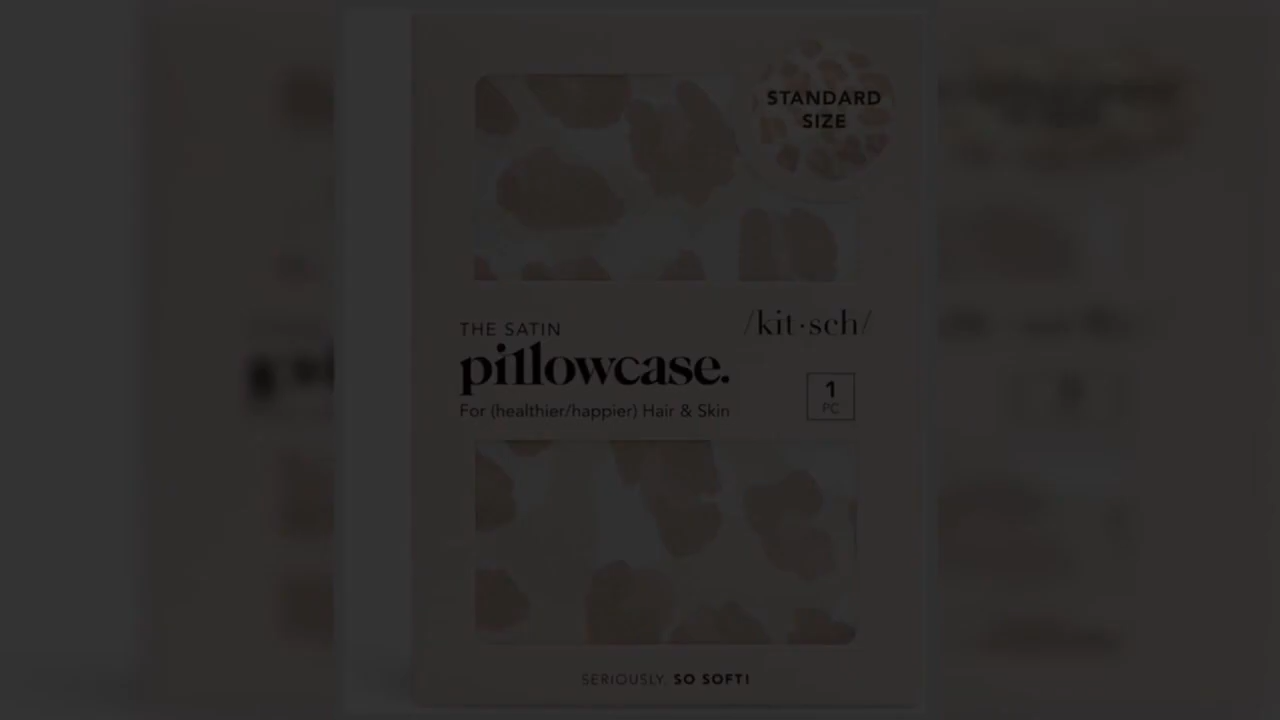 STANDARD
SIZE
THE SATIN
/kit·sch/
pillowcase.
1
PC
For (healthier/happier) Hair & Skin
SERIOUSLY, SO SOFT!